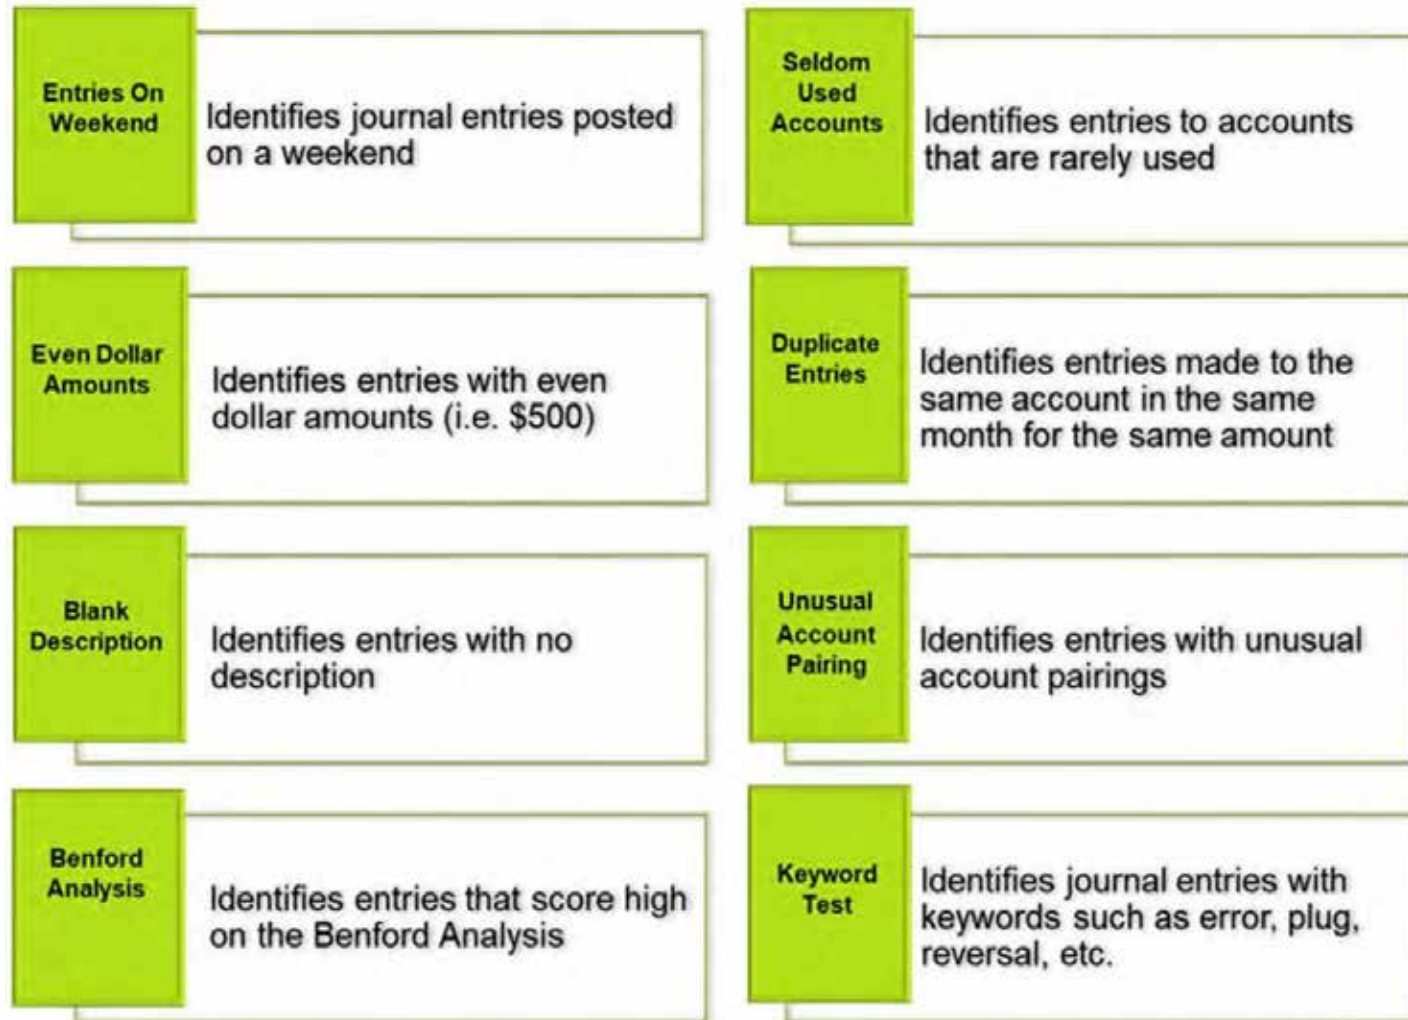 Entries On
Weekend
Identifies journal entries posted
on a weekend
Seldom
Used
Accounts
Identifies entries to accounts
that are rarely used
Even Dollar
Amounts
Identifies entries with even
dollar amounts (i.e. $500)
Duplicate
Entries
Identifies entries made to the
same account in the same
month for the same amount
Blank
Description
Identifies entries with no
description
Unusual
Account
Pairing
Identifies entries with unusual
account pairings
Benford
Analysis
Identifies entries that score high
on the Benford Analysis
Keyword
Test
Identifies journal entries with
keywords such as error, plug,
reversal, etc.